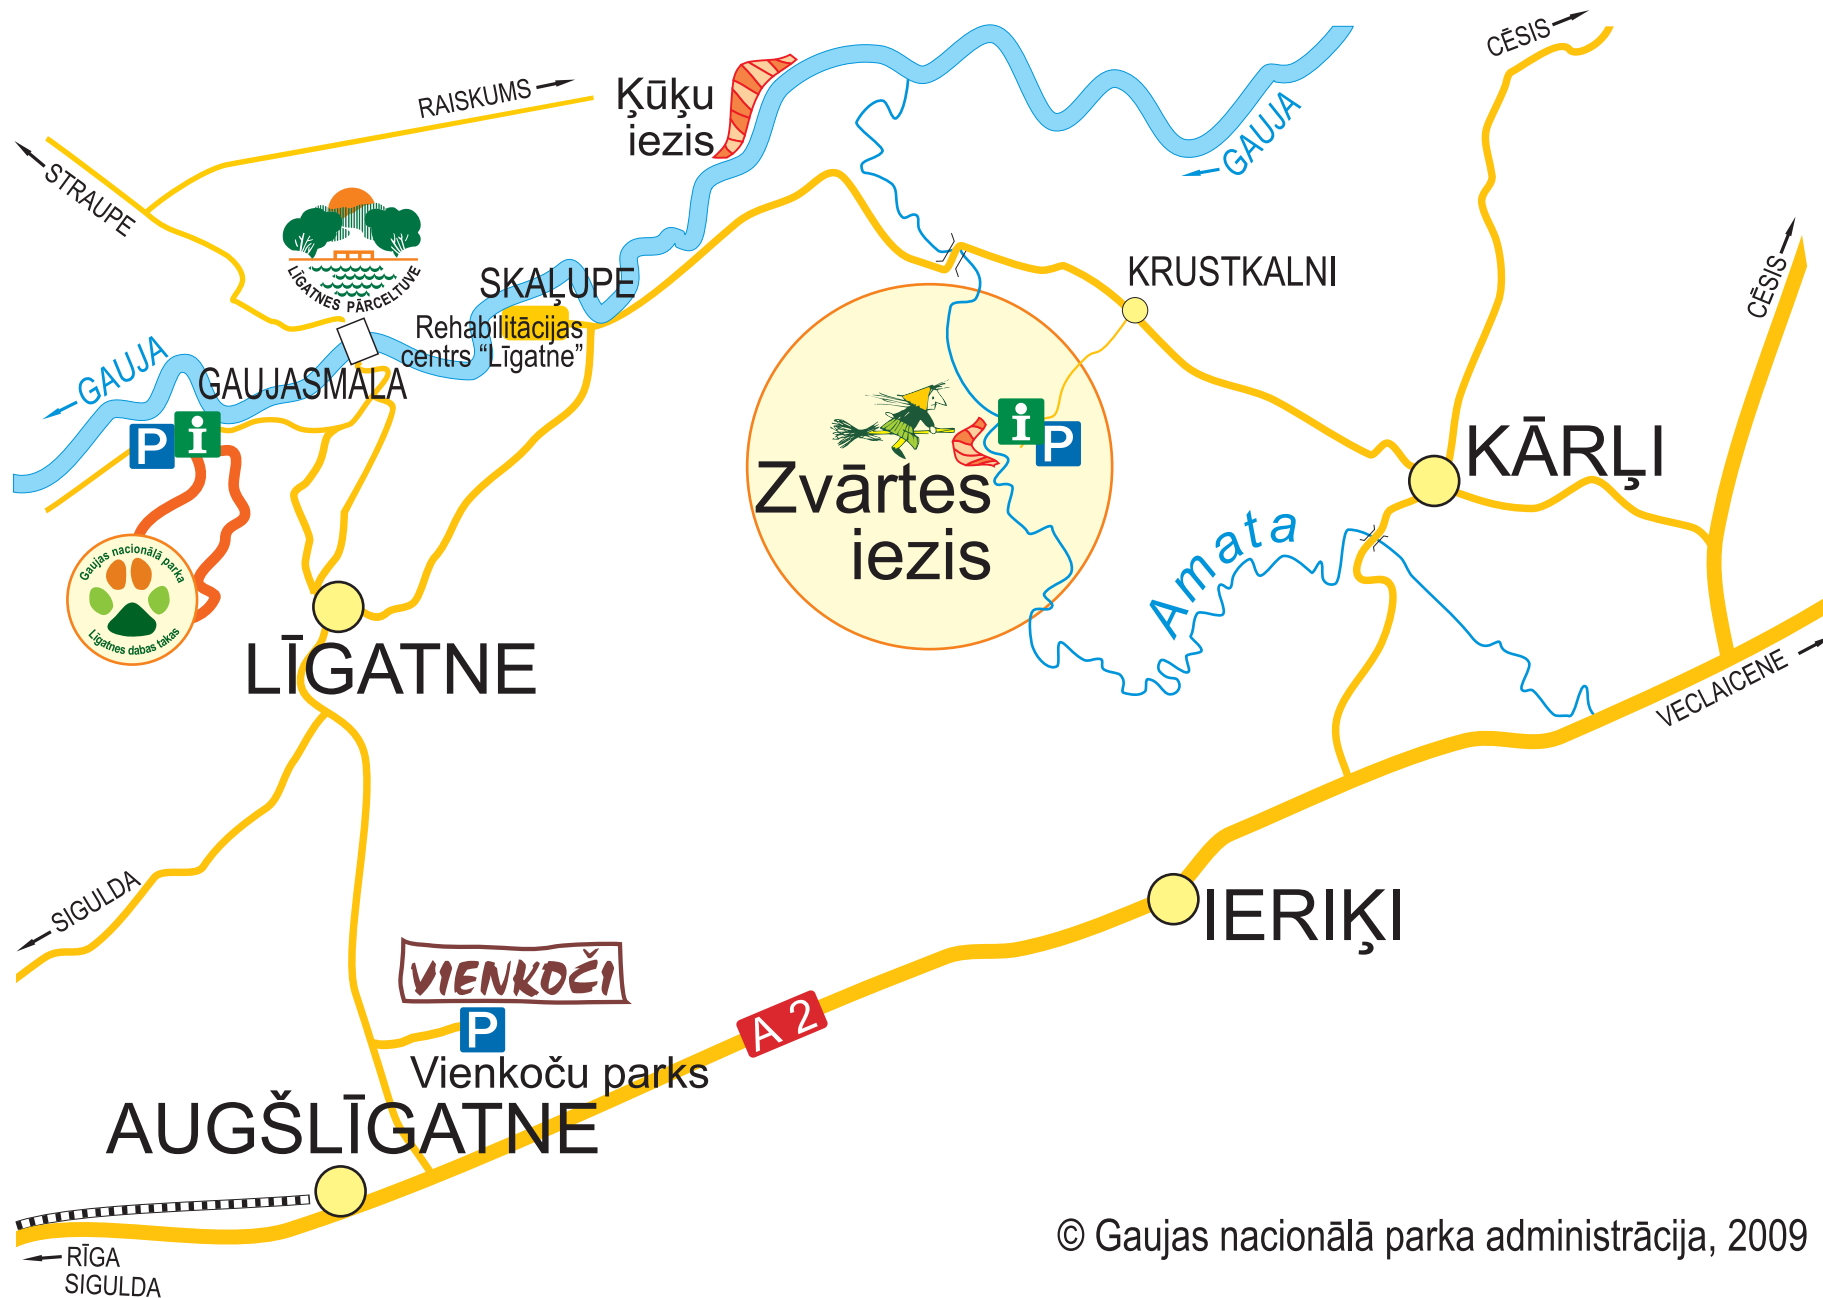 CĒSIS
RAISKUMS
Ķūķu
iezis
GAUJA
STRAUPE
LĪGATNES PĀRCELTUVE
SKAĻUPE
KRUSTKALNI
CĒSIS
Rehabilitācijas
centrs “Līgatne”
GAUJA
GAUJASMALA
P
i
i
P
KĀRĻI
Zvārtes
iezis
Amata
Gaujas nacionālā parka
Līgatnes dabas takas
LĪGATNE
VECLAICENE
SIGULDA
IERIĶI
VIENKOČI
P
A 2
Vienkoču parks
AUGŠLĪGATNE
© Gaujas nacionālā parka administrācija, 2009
RĪGA
SIGULDA